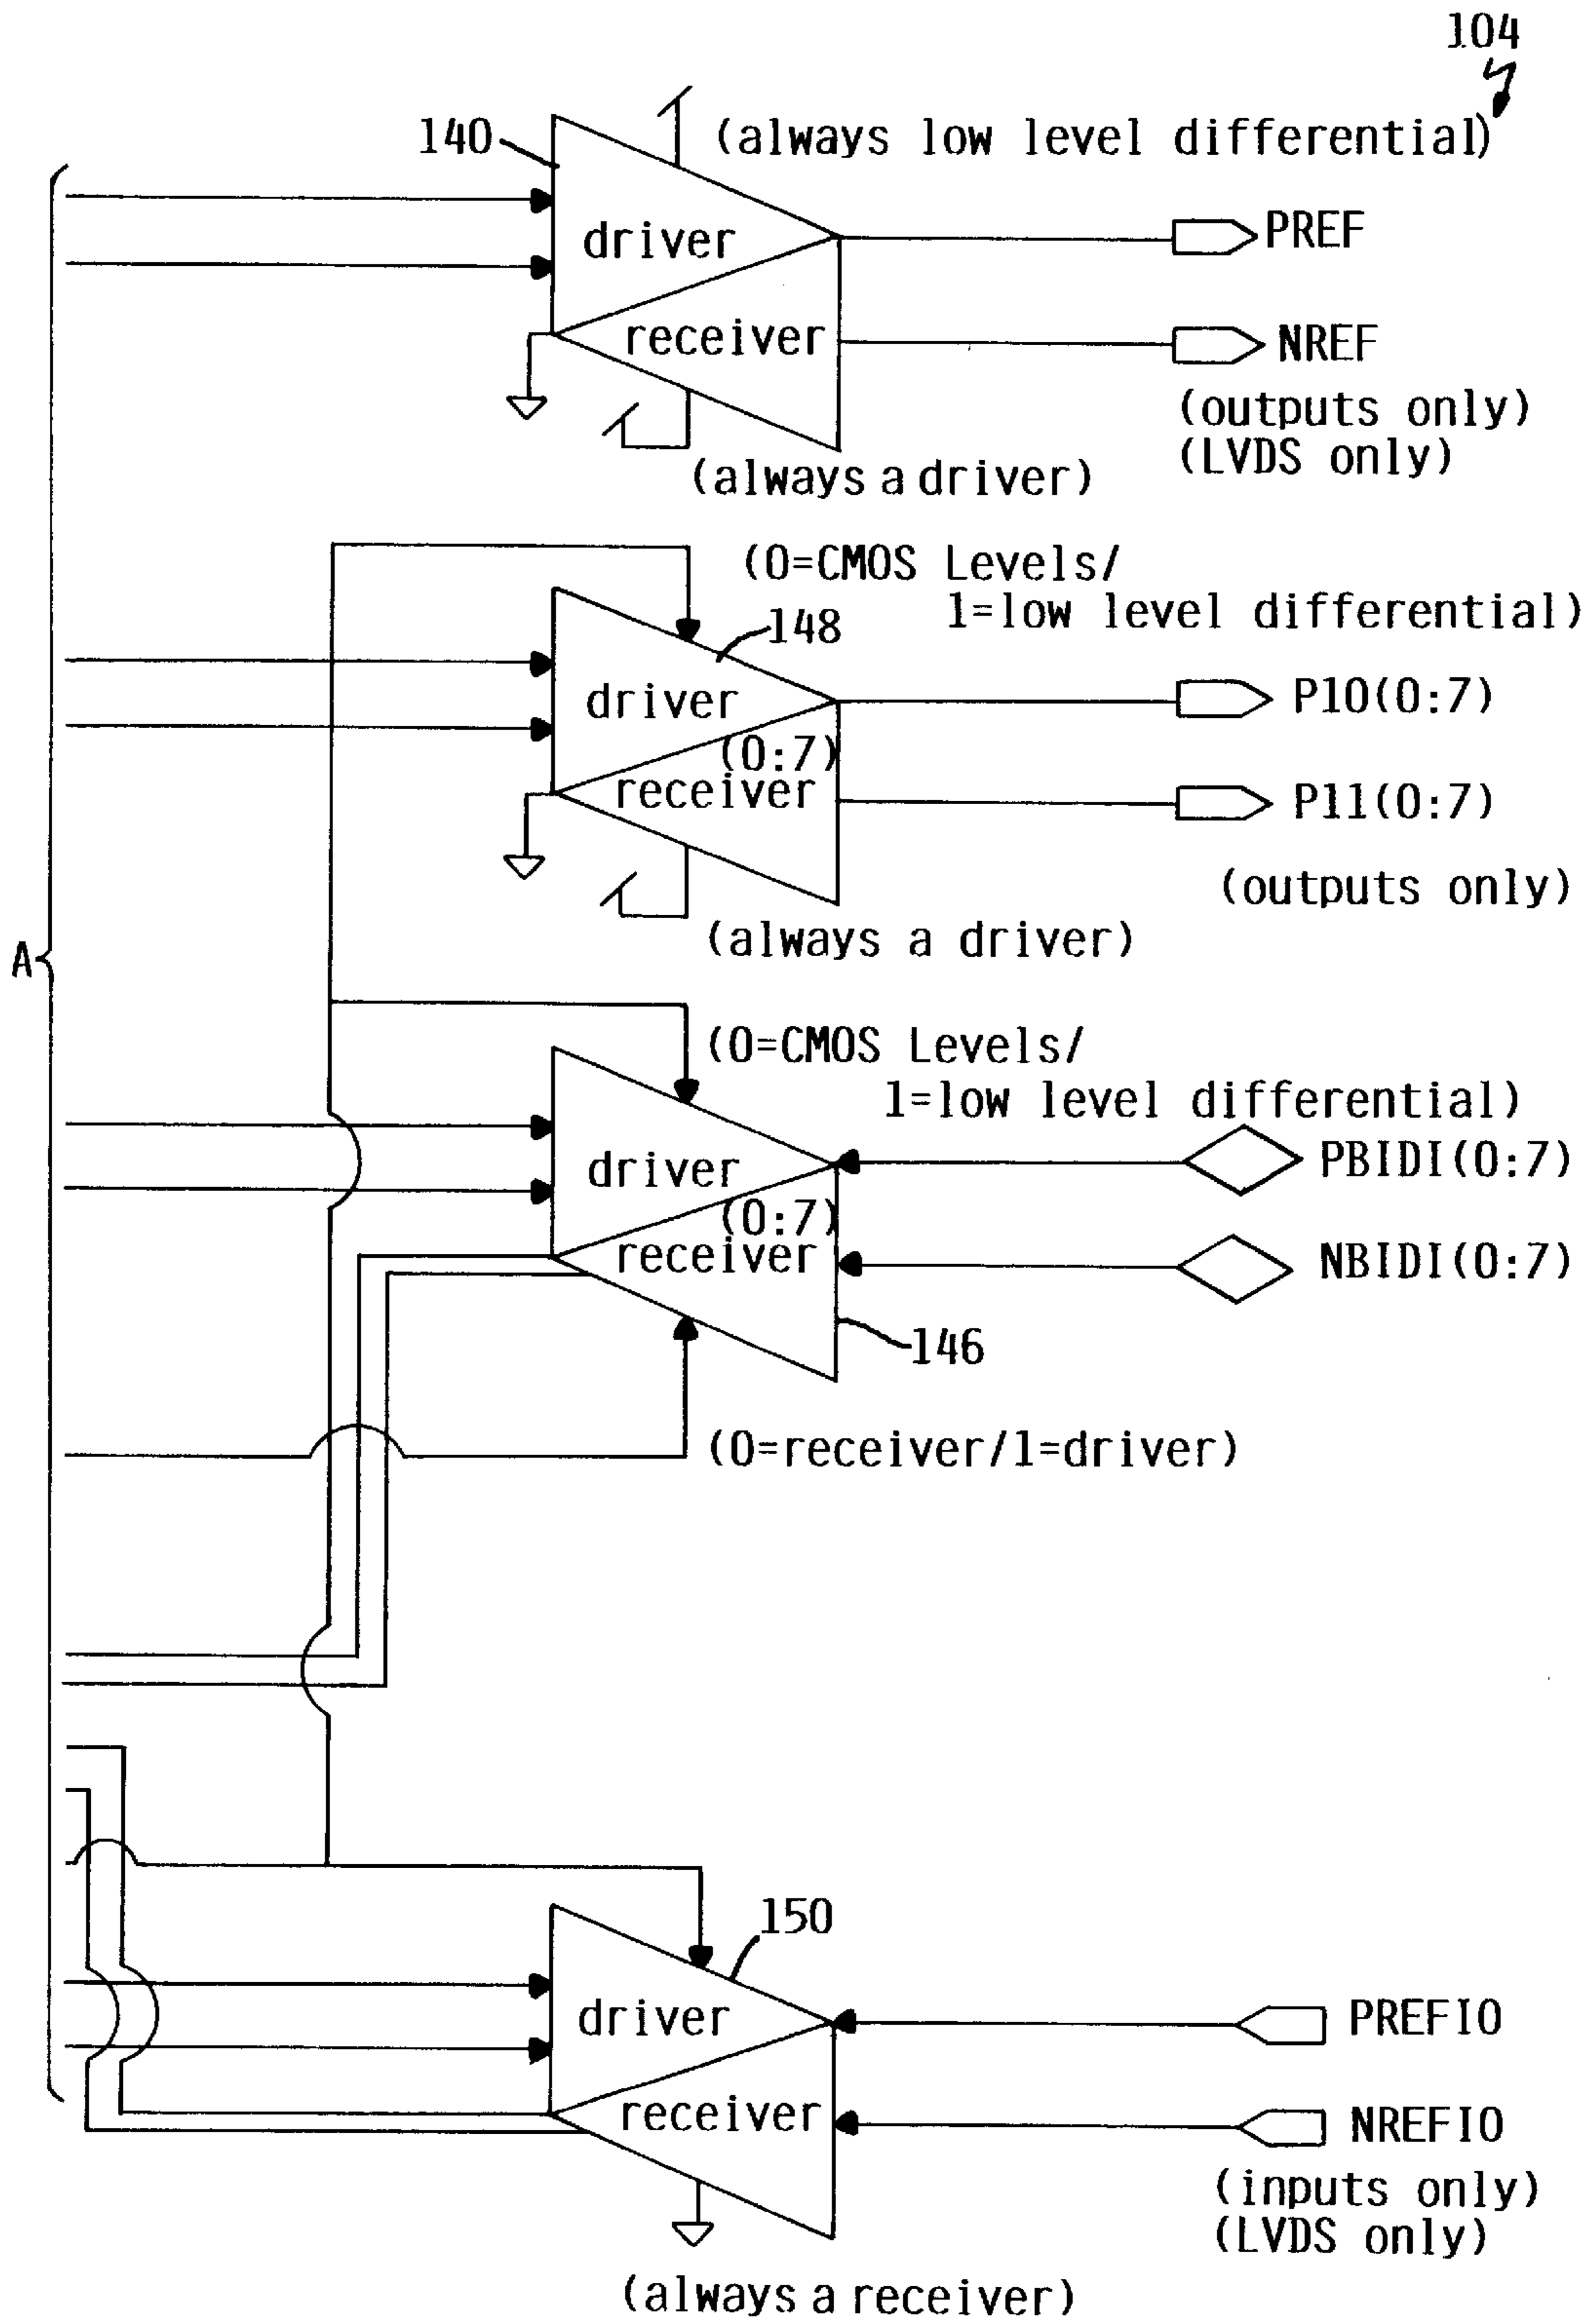 104
140
(always low level differential)
driver
PREF
receiver
NREF
(outputs only)
(LVDS only)
(always a driver)
(0=CMOS Levels/
1=low level differential)
148
driver
P10(0:7)
(0:7)
receiver
P11(0:7)
(outputs only)
(always a driver)
A
(0=CMOS Levels/
1=low level differential)
driver
PBIDI(0:7)
(0:7)
receiver
NBIDI(0:7)
146
(0=receiver/1=driver)
150
driver
PREFIO
receiver
NREFIO
(inputs only)
(LVDS only)
(always a receiver)